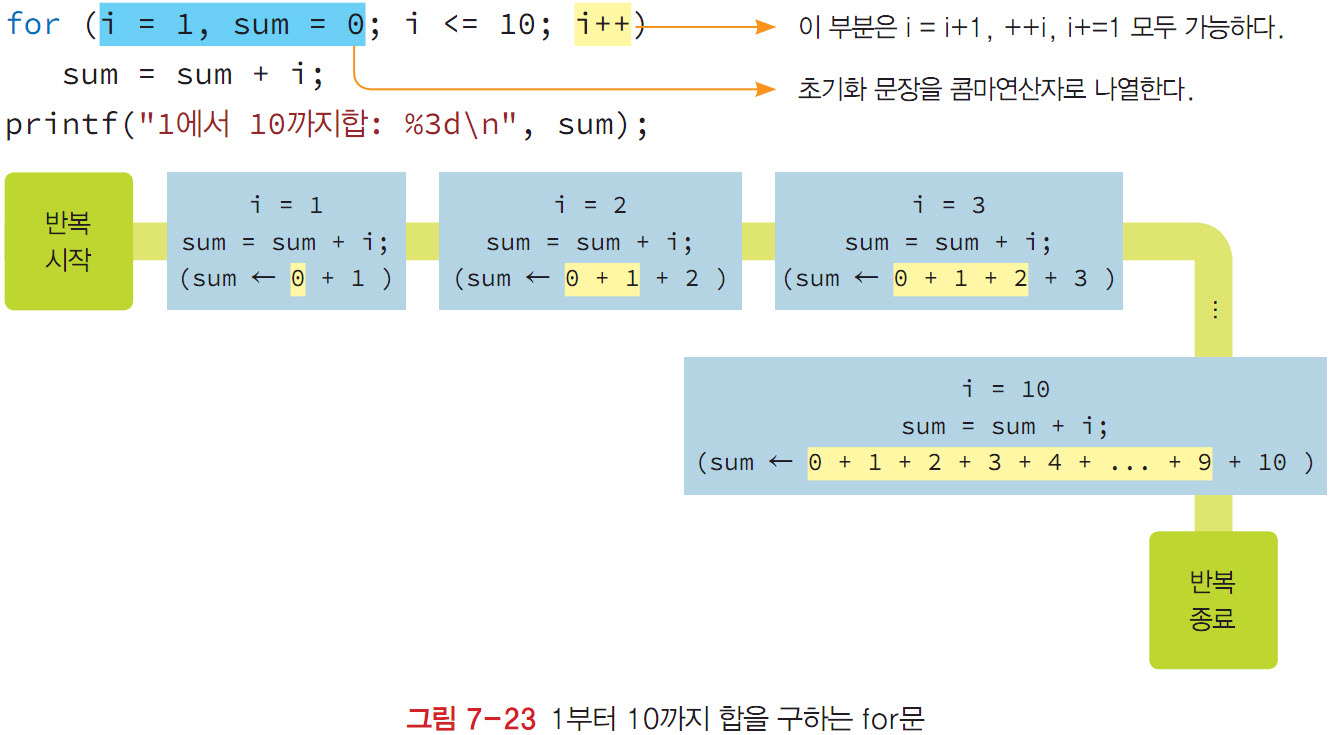 for (i = 1, sum = 0; i <= 10; i++)
이 부분은 i = i+1, ++i, i+=1 모두 가능하다.
sum = sum + i;
초기화 문장을 콤마연산자로 나열한다.
printf("1에서 10까지합: %3d\n", sum);
반복
시작
i = 1
sum = sum + i;
(sum ← 0 + 1 )
i = 2
sum = sum + i;
(sum ← 0 + 1 + 2 )
i = 3
sum = sum + i;
(sum ← 0 + 1 + 2 + 3 )
⋮
i = 10
sum = sum + i;
(sum ← 0 + 1 + 2 + 3 + 4 + ... + 9 + 10 )
반복
종료
그림 7-23 1부터 10까지 합을 구하는 for문